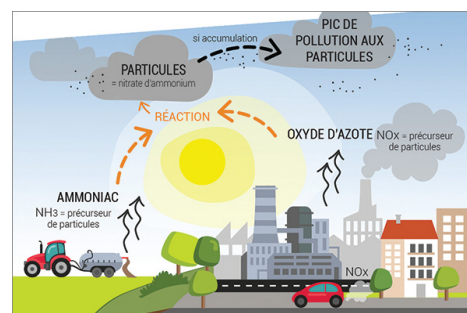 si accumulation
PIC DE
POLLUTION AUX
PARTICULES
PARTICULES
= nitrate d'ammonium
RÉACTION
OXYDE D'AZOTE
NOx = précurseur
de particules
AMMONIAC
NH3 = précurseur
de particules
NOx